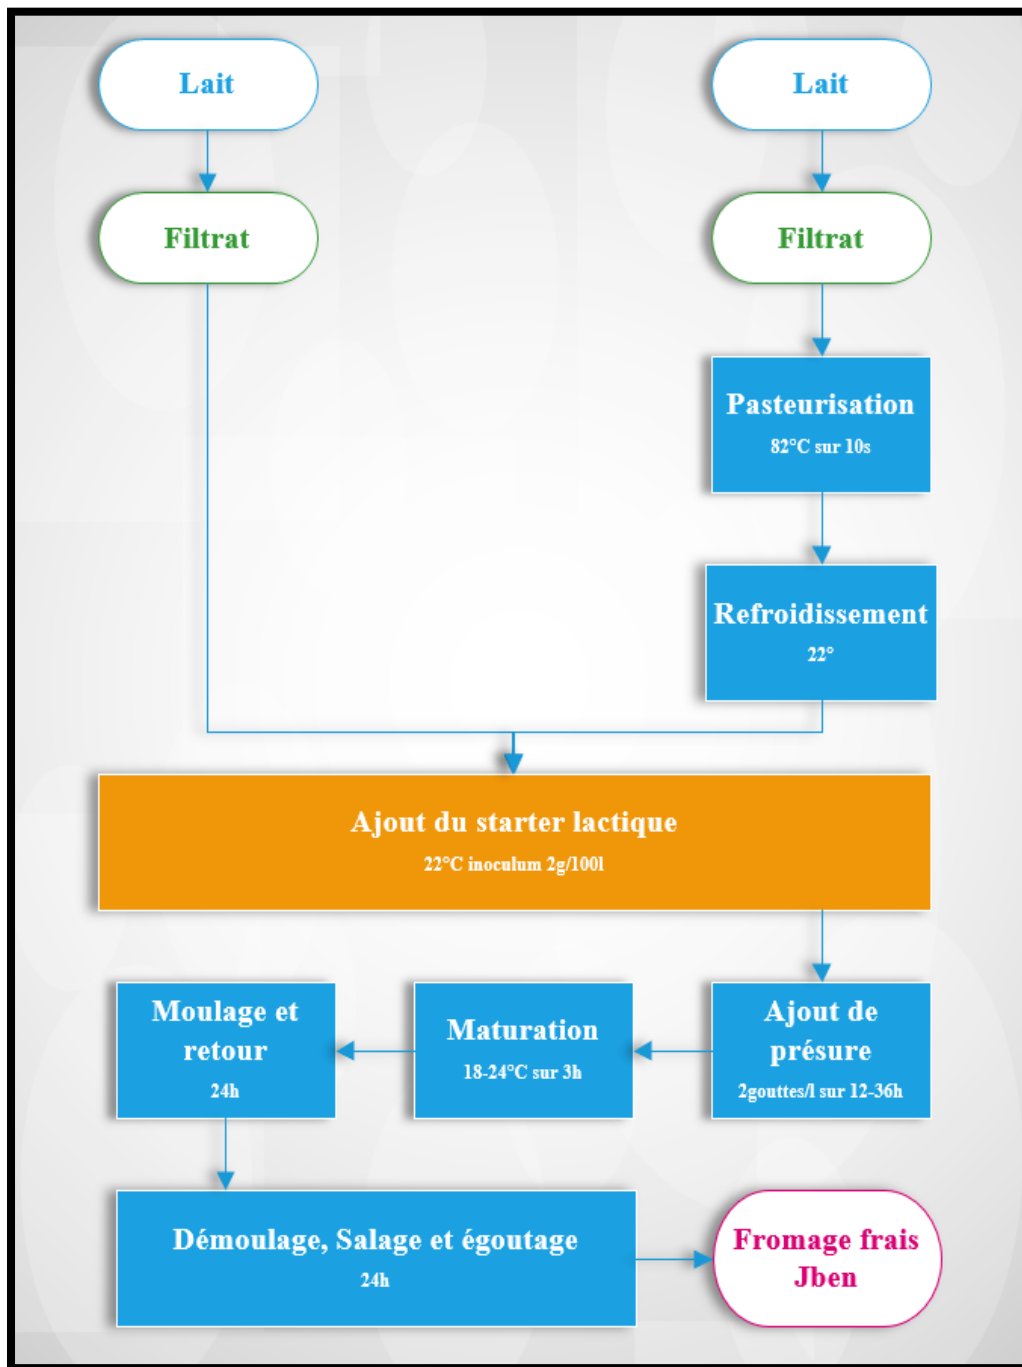 Lait
Lait
Filtrat
Filtrat
Pasteurisation
82°C sur 10s
Refroidissement
22°
Ajout du starter lactique
22°C inoculum 2g/100l
Moulage et
retour
24h
Maturation
18-24°C sur 3h
Ajout de
présure
2gouttes/l sur 12-36h
Démoulage, Salage et égoutage
24h
Fromage frais
Jben